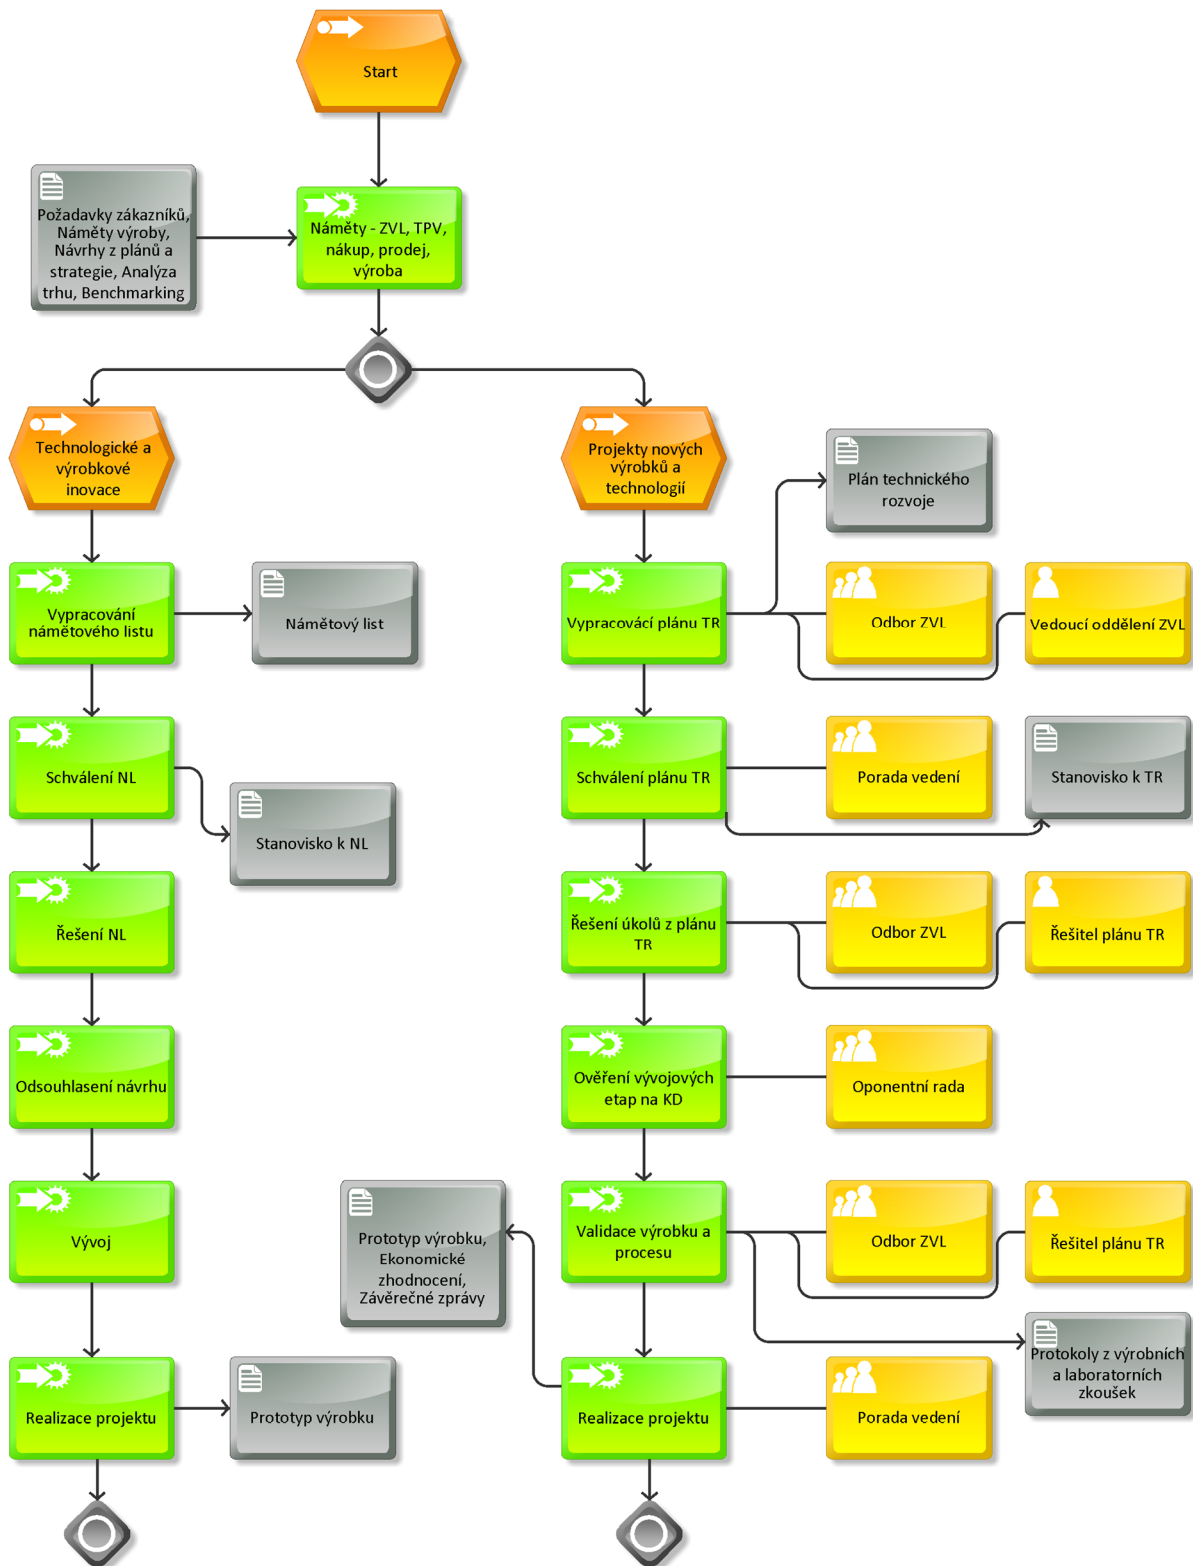 Start
Požadavky zákazníků,
Náměty výroby,
Návrhy z plánů a
strategie, Analýza
trhu, Benchmarking
Náměty - ZVL, TPV,
nákup, prodej,
výroba
Technologické a
výrobkové
inovace
Projekty nových
výrobků a
technologií
Plán technického
rozvoje
Vypracování
námětového listu
Námětový list
Vypracovácí plánu TR
Odbor ZVL
Vedoucí oddělení ZVL
Schválení NL
Stanovisko k NL
Schválení plánu TR
Porada vedení
Stanovisko k TR
Řešení NL
Řešení úkolů z plánu
TR
Odbor ZVL
Řešitel plánu TR
Odsouhlasení návrhu
Ověření vývojových
etap na KD
Oponentní rada
Vývoj
Prototyp výrobku,
Ekonomické
zhodnocení,
Závěrečné zprávy
Validace výrobku a
procesu
Odbor ZVL
Řešitel plánu TR
Protokoly z výrobních
a laboratorních
zkoušek
Realizace projektu
Prototyp výrobku
Realizace projektu
Porada vedení